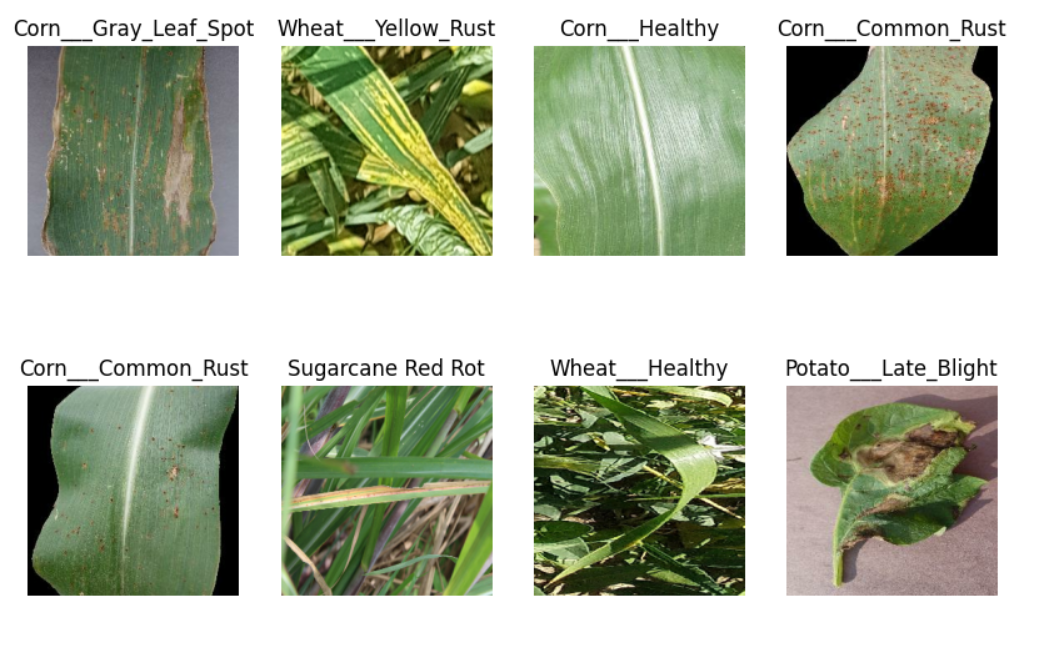 Corn___Gray_Leaf_Spot
Wheat___Yellow_Rust
Corn___Healthy
Corn___Common_Rust
Corn___Common_Rust
Sugarcane Red Rot
Wheat___Healthy
Potato___Late_Blight